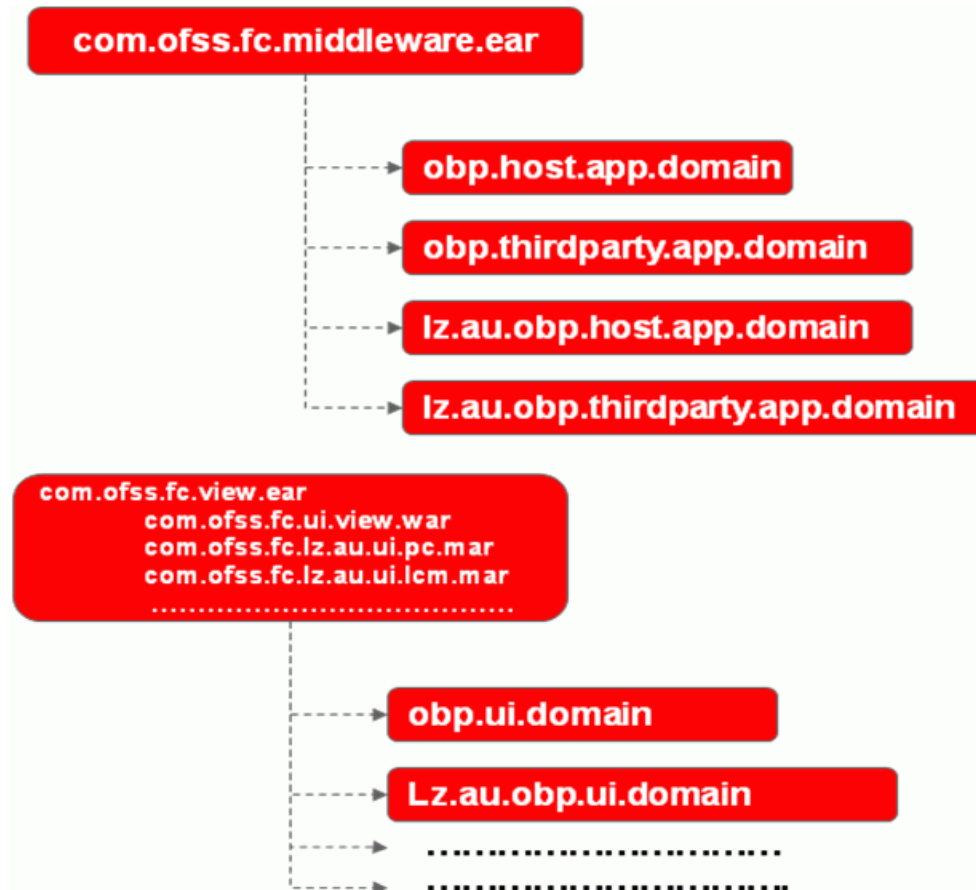 com.ofss.fc.middleware.ear
obp.host.app.domain
obp.thirdparty.app.domain
lz.au.obp.host.app.domain
lz.au.obp.thirdparty.app.domain
com.ofss.fc.view.ear
com.ofss.fc.ui.view.war
com.ofss.fc.lz.au.ui.pc.mar
com.ofss.fc.lz.au.ui.lcm.mar
.......................................
obp.ui.domain
Lz.au.obp.ui.domain
..............................
..............................